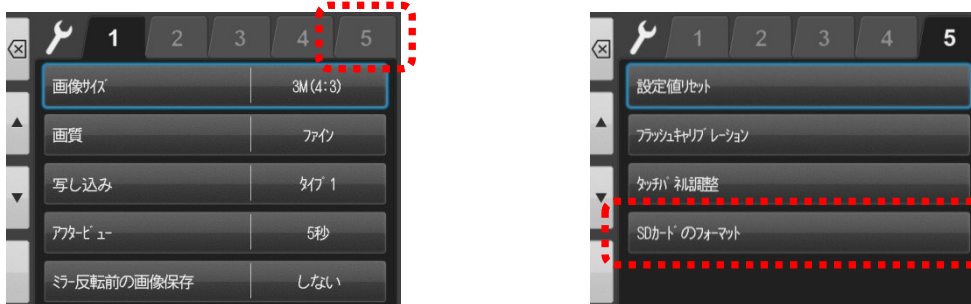 1 2 3 4 5
画像サイズ 3M(4:3)
画質 ファイン
写し込み タイプ1
アフタービュー 5秒
ミラー反転前の画像保存 しない
1 2 3 4 5
設定値リセット
フラッシュキャリブレーション
タッチパネル調整
SDカードのフォーマット